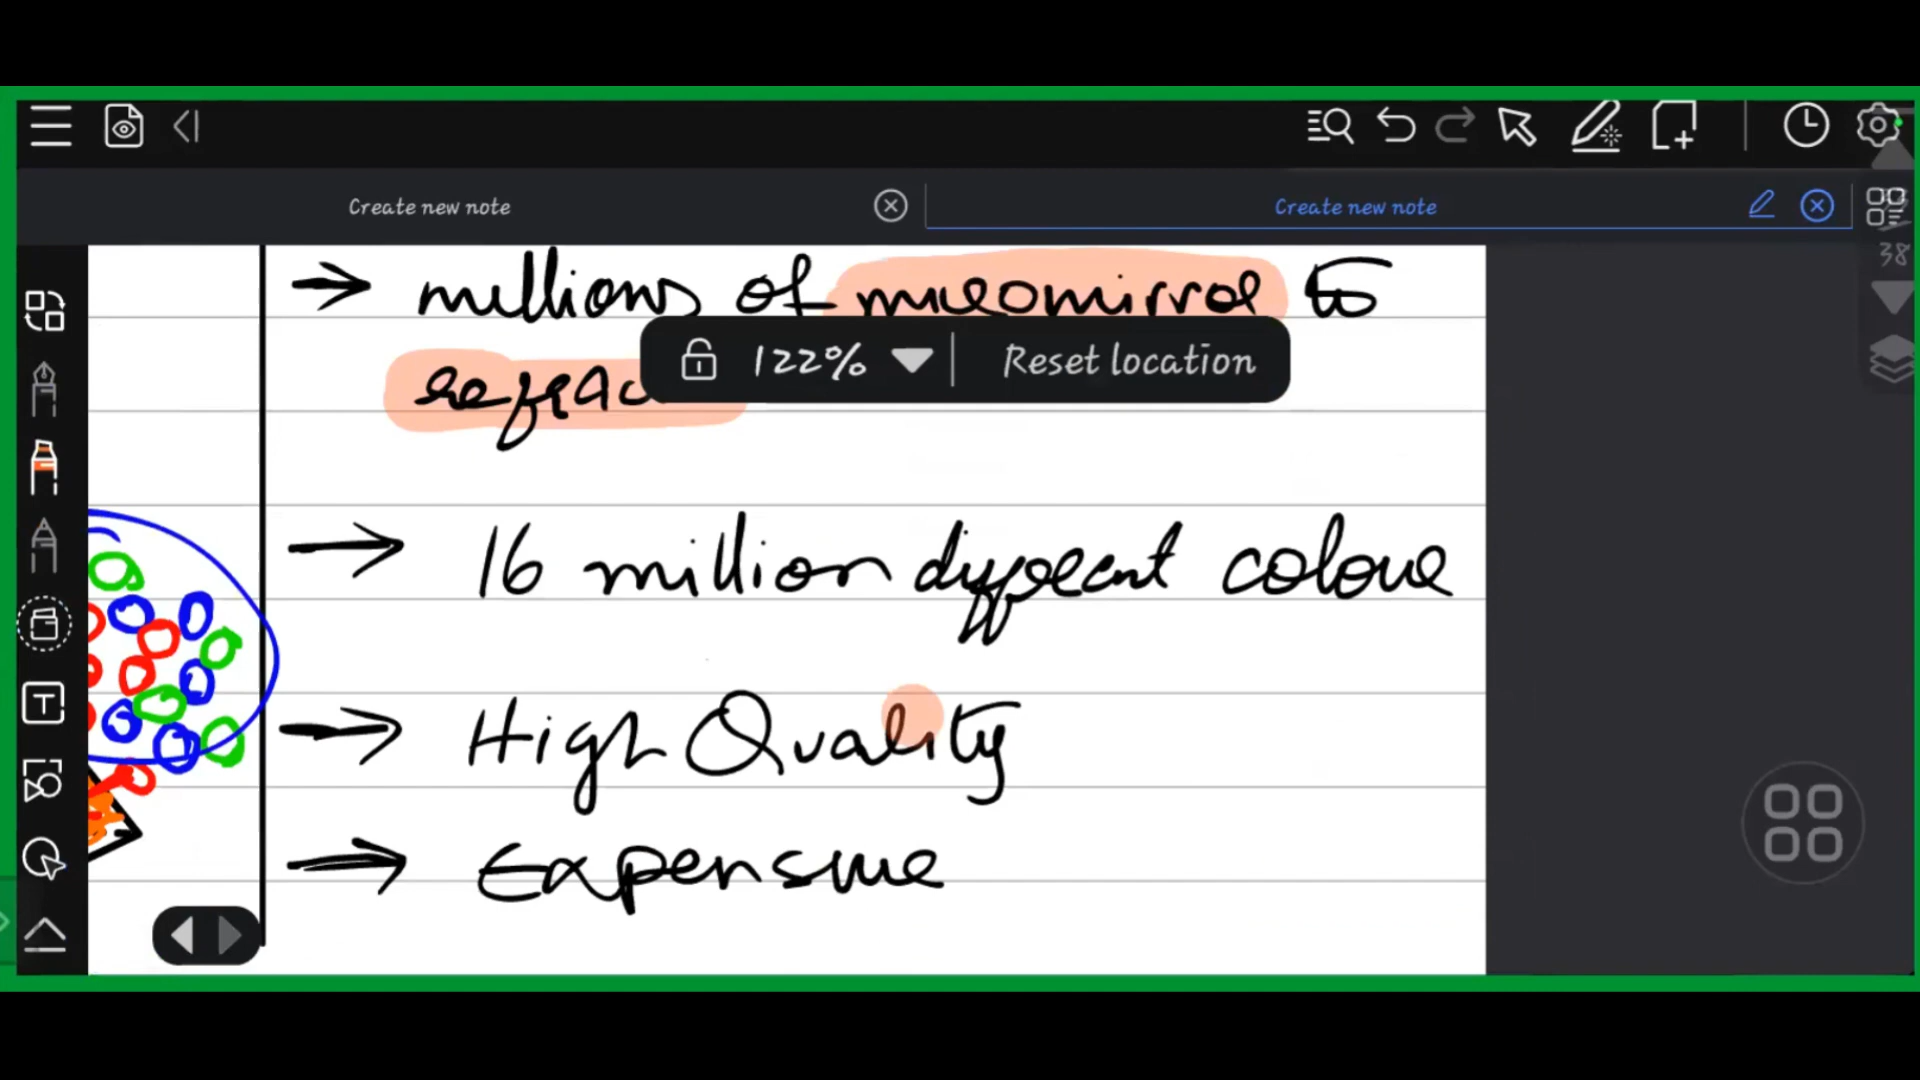 Create new note
Create new note
38
→ millions of micromirror to
122% Reset location
→ 16 million different colour
→ High Quality
→ Expensive